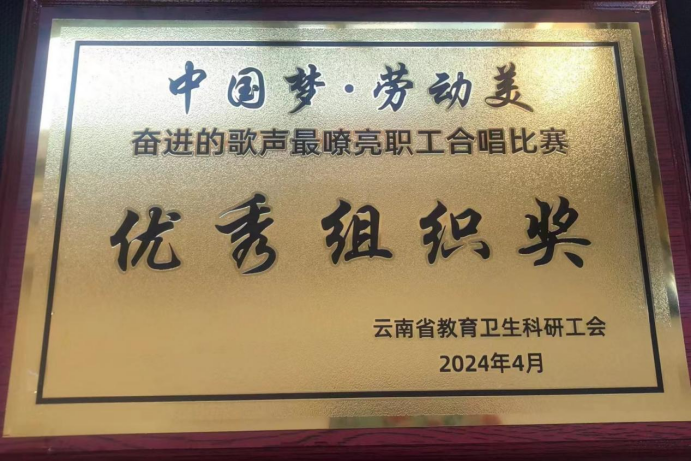 中国梦·劳动美
奋进的歌声最嘹亮职工合唱比赛
优秀组织奖
云南省教育卫生科研工会
2024年4月